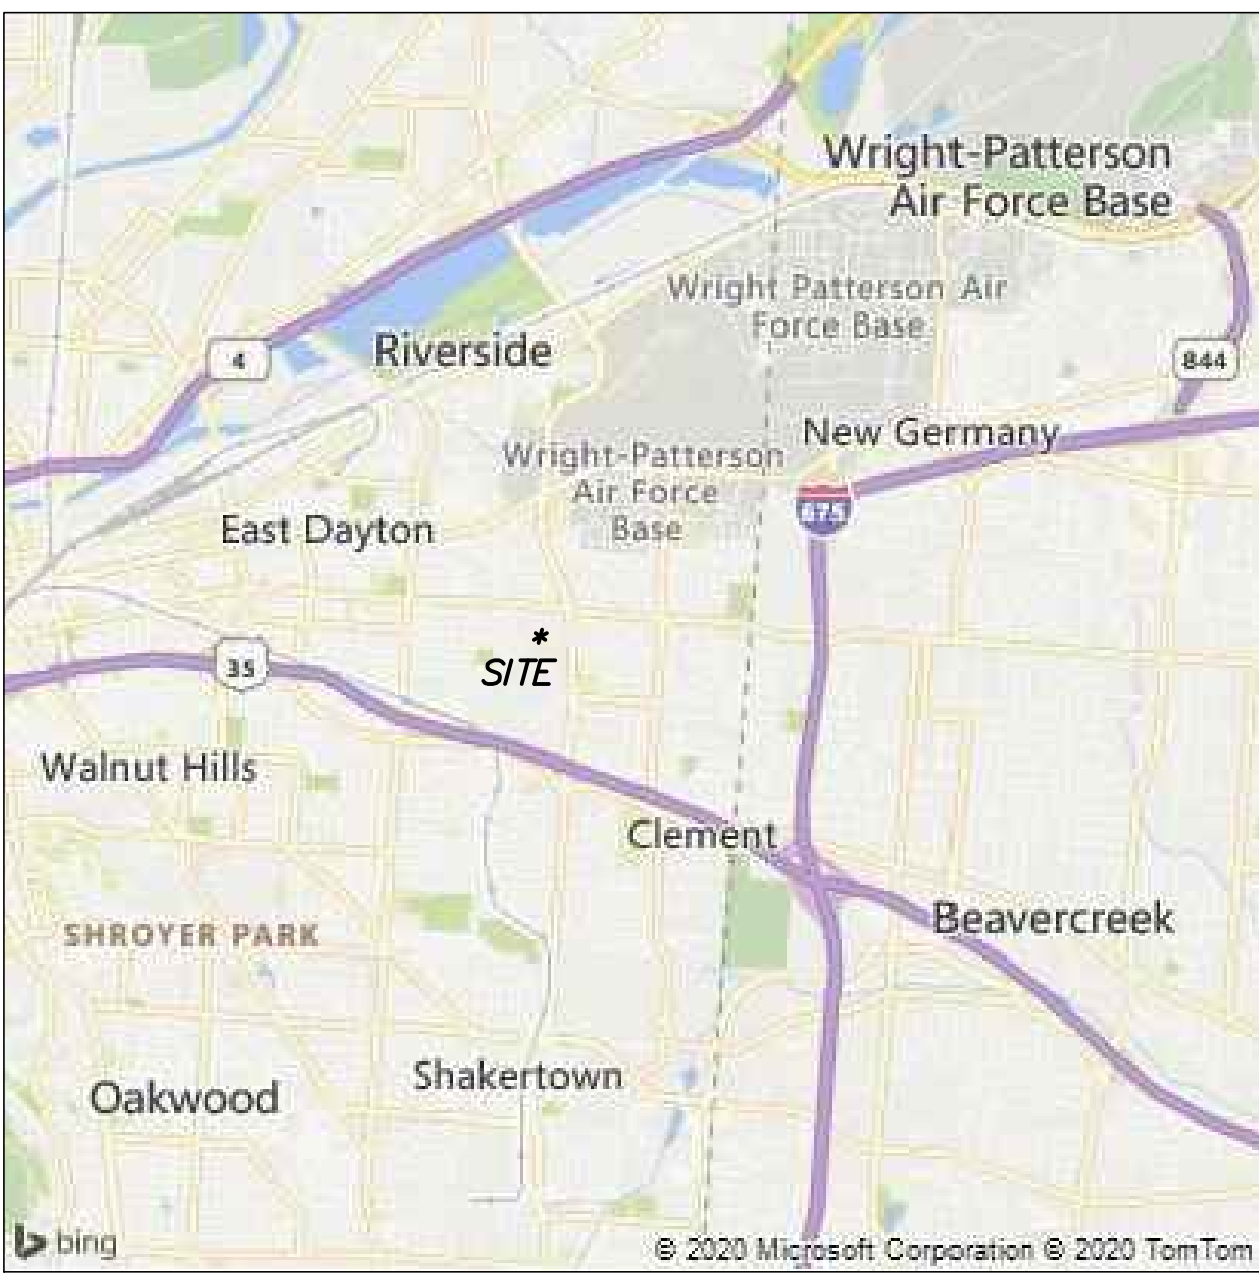 Wright-Patterson
Air Force Base
Wright Patterson Air
Force Base
4
Riverside
844
New Germany
Wright-Patterson
Air Force
Base
675
East Dayton
*
SITE
35
Walnut Hills
Clement
Beavercreek
SHROYER PARK
Shakertown
Oakwood
bing
© 2020 Microsoft Corporation © 2020 TomTom